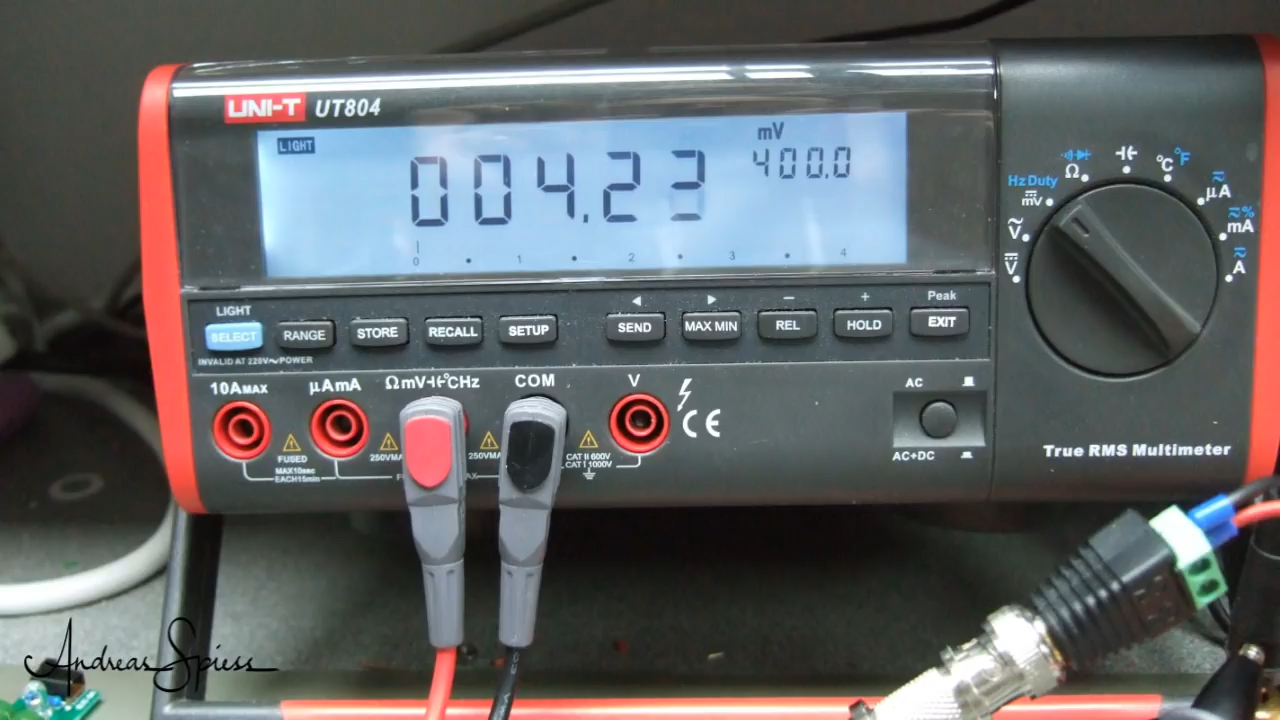 UNI-T UT804
LIGHT
mV
004.23
400.0
0 1 2 3 4
LIGHT
SELECT RANGE STORE RECALL SETUP
◄ ► − + Peak
SEND MAX MIN REL HOLD EXIT
INVALID AT 220V~POWER
10AMAX μAmA ΩmV⊣⊢°CHz COM V
FUSED
MAX10sec
EACH15min
250VMA
250VMA
CAT II 600V
CAT I 1000V
CE
AC
AC+DC
Hz Duty
mV
V
V
Ω
°C °F
μA
%
mA
A
True RMS Multimeter
Andreas Spiess